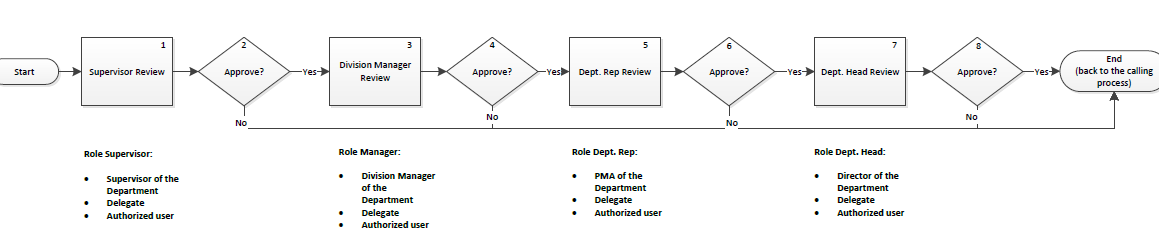 Start
1
Supervisor Review
2
Approve?
Yes
No
3
Division Manager
Review
4
Approve?
Yes
No
5
Dept. Rep Review
6
Approve?
Yes
No
7
Dept. Head Review
8
Approve?
Yes
No
End
(back to the calling
process)
Role Supervisor:
• Supervisor of the
Department
• Delegate
• Authorized user
Role Manager:
• Division Manager
of the
Department
• Delegate
• Authorized user
Role Dept. Rep:
• PMA of the
Department
• Delegate
• Authorized user
Role Dept. Head:
• Director of the
Department
• Delegate
• Authorized user